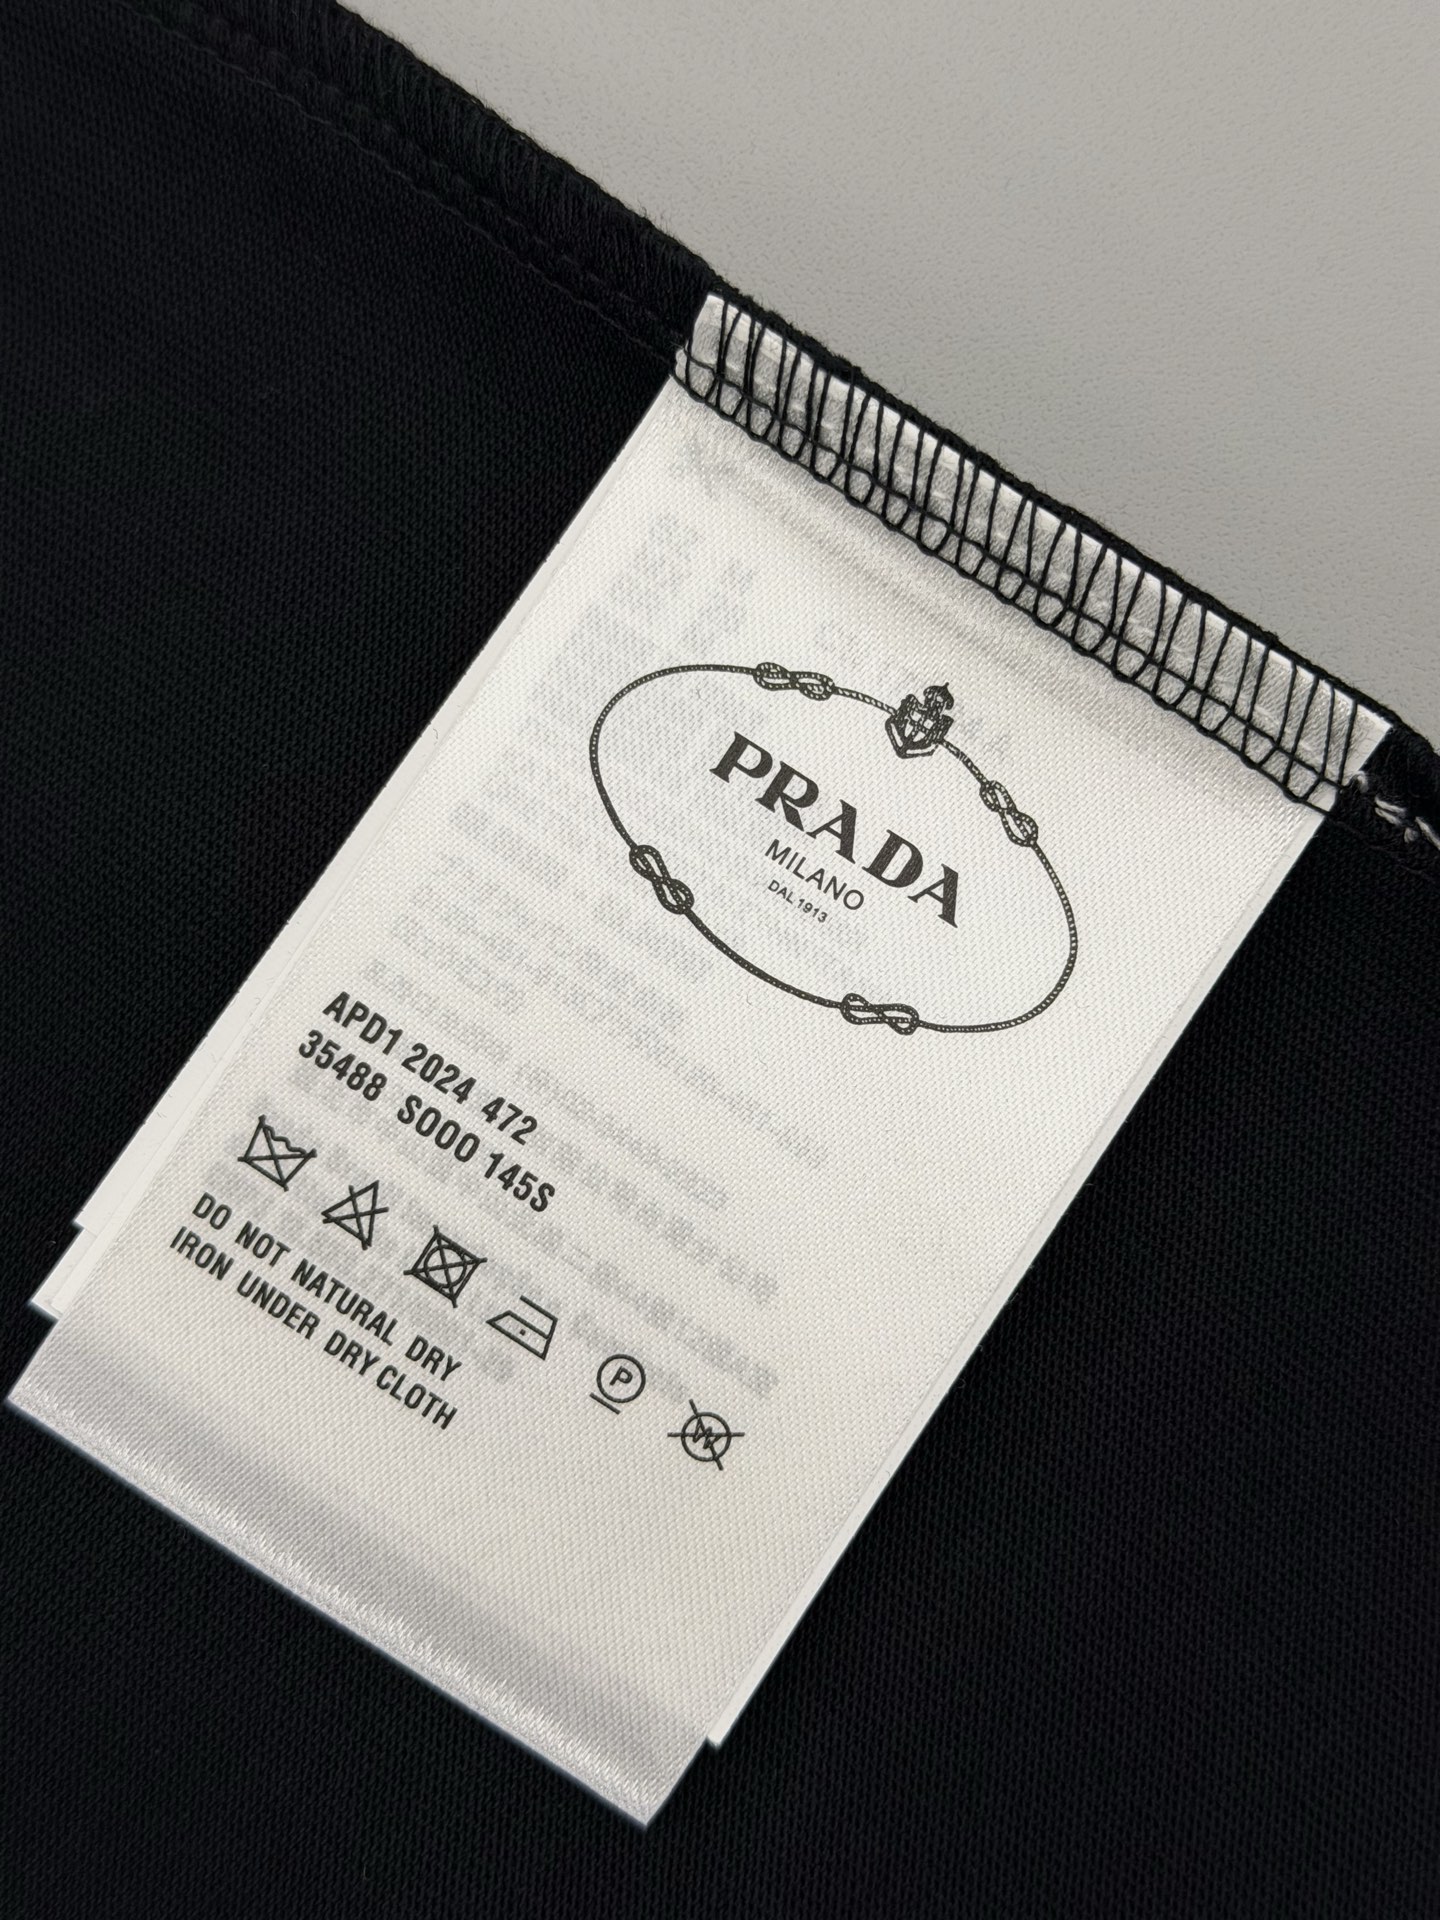 PRADA
MILANO
DAL 1913
APD1 2024 472
35488 S000 145S
P
W
DO NOT NATURAL DRY
IRON UNDER DRY CLOTH